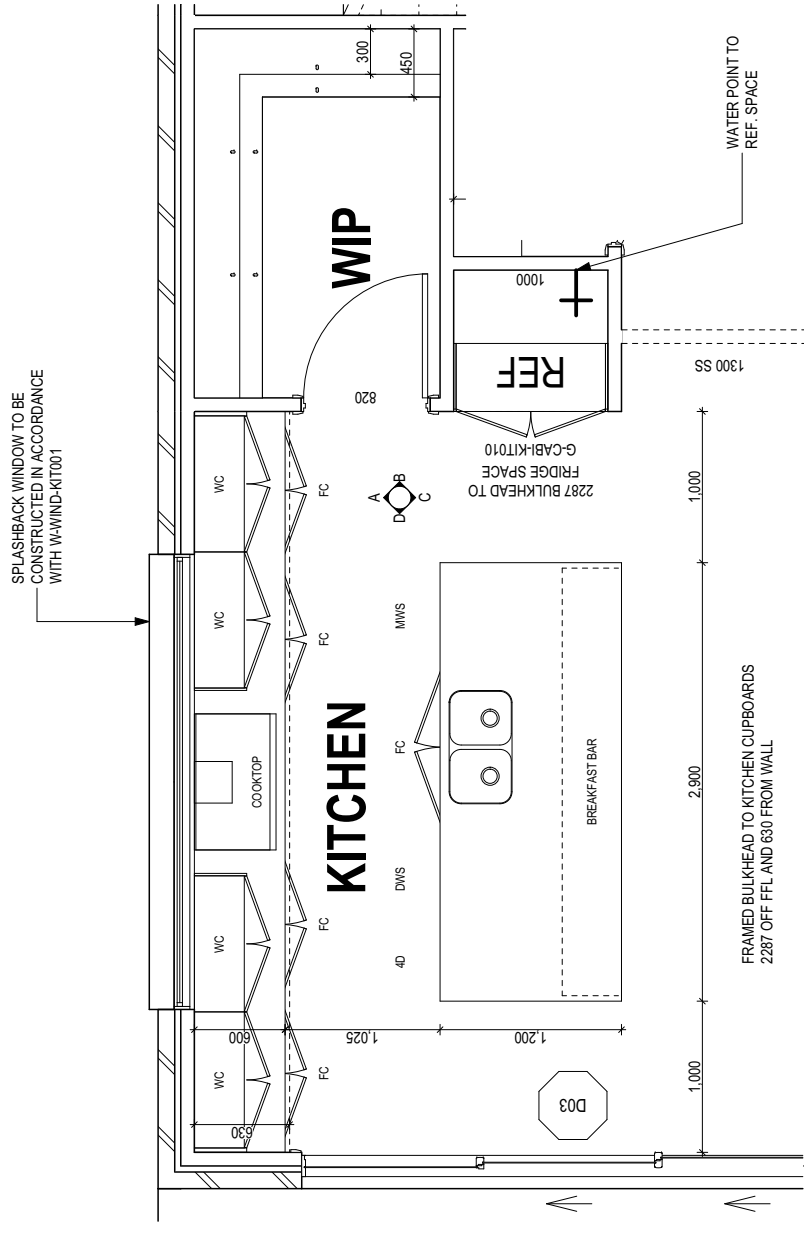 SPLASHBACK WINDOW TO BE
CONSTRUCTED IN ACCORDANCE
WITH W-WIND-KIT001
WATER POINT TO
REF. SPACE
300
450
WIP
820
1000
REF
1300 SS
2287 BULKHEAD TO
FRIDGE SPACE
G-CABI-KIT010
WC
WC
COOKTOP
WC
WC
FC
FC
FC
FC
A
B
C
D
KITCHEN
MWS
FC
DWS
4D
BREAKFAST BAR
600
630
1,025
1,200
1,000
2,900
1,000
D03
FRAMED BULKHEAD TO KITCHEN CUPBOARDS
2287 OFF FFL AND 630 FROM WALL